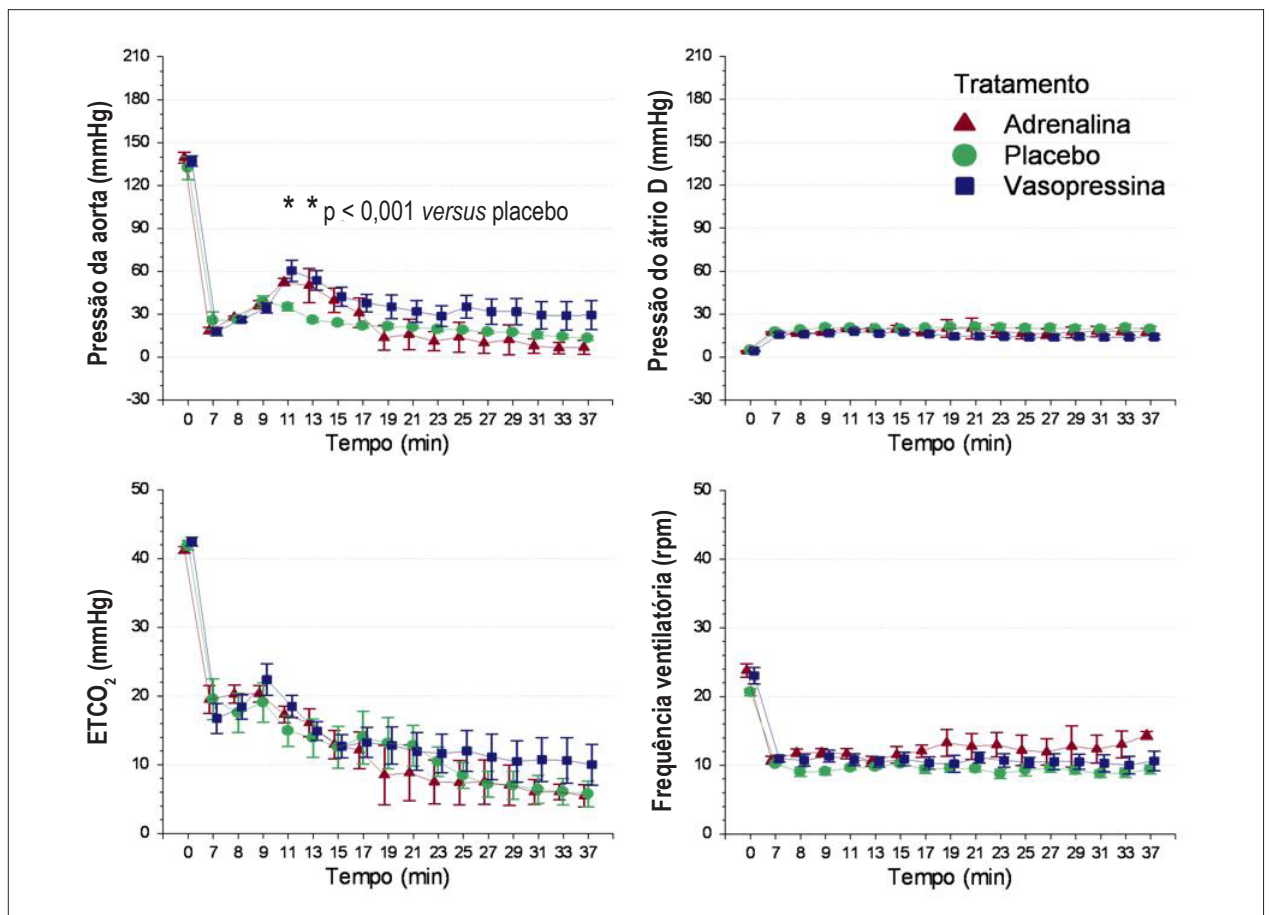 210
180
150
120
90
60
30
0
-30
Pressão da aorta (mmHg)
* * p < 0,001 versus placebo
0 7 8 9 11 13 15 17 19 21 23 25 27 29 31 33 37
Tempo (min)
210
180
150
120
90
60
30
0
-30
Pressão do átrio D (mmHg)
Tratamento
Adrenalina
Placebo
Vasopressina
0 7 8 9 11 13 15 17 19 21 23 25 27 29 31 33 37
Tempo (min)
50
40
30
20
10
0
ETCO₂ (mmHg)
0 7 8 9 11 13 15 17 19 21 23 25 27 29 31 33 37
Tempo (min)
50
40
30
20
10
0
Frequência ventilatória (rpm)
0 7 8 9 11 13 15 17 19 21 23 25 27 29 31 33 37
Tempo (min)